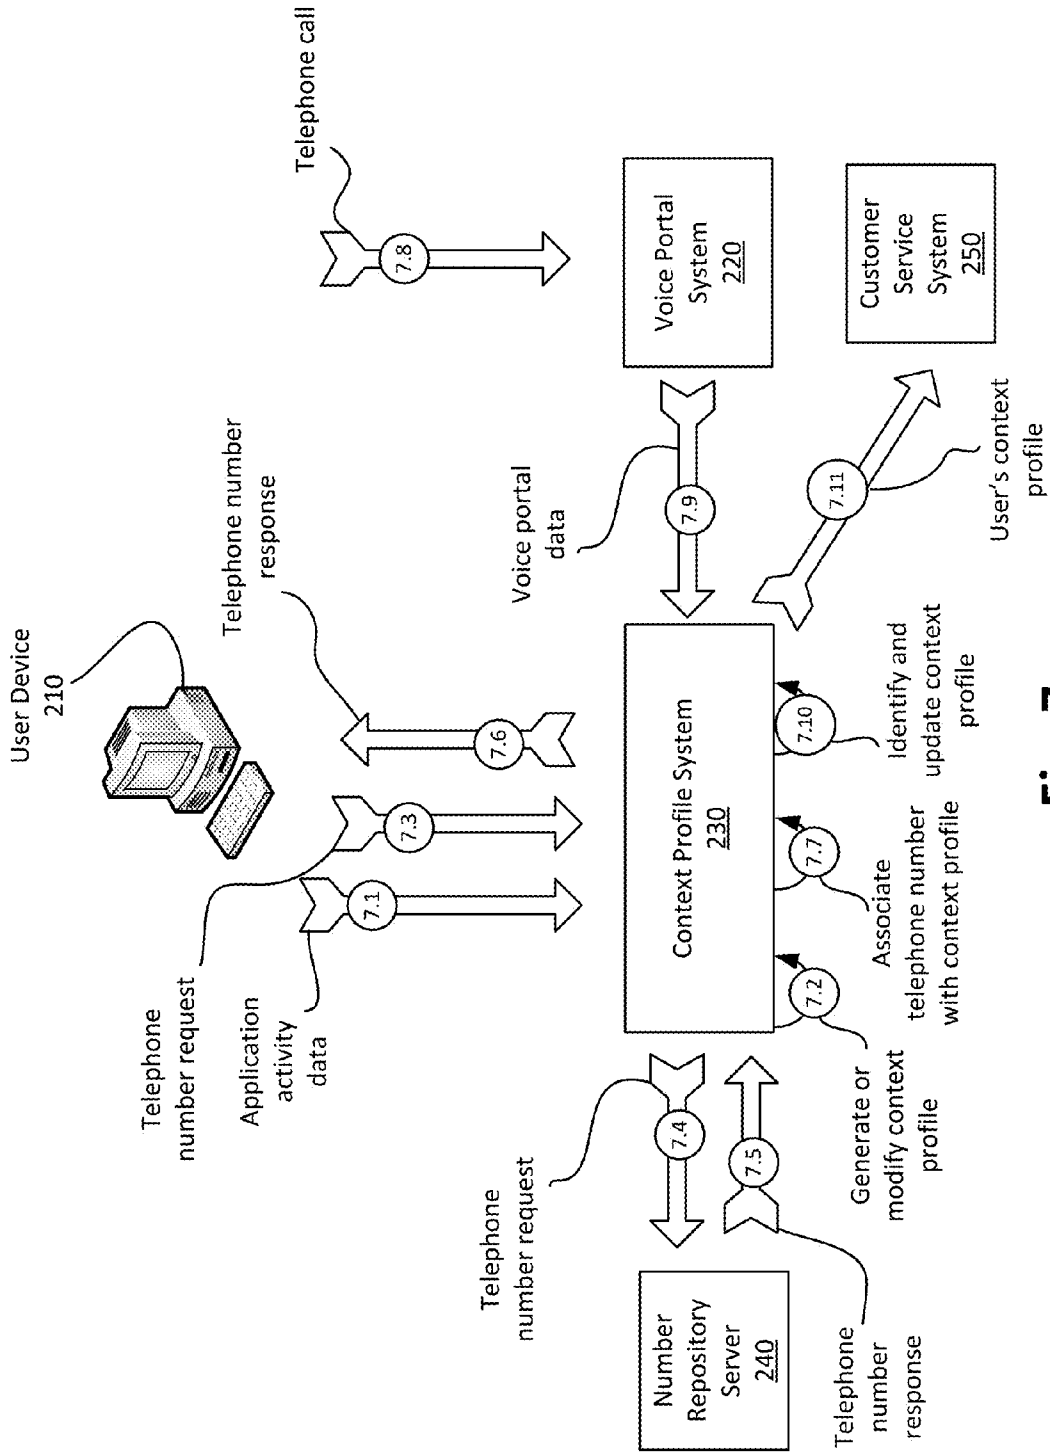 User Device
210
Telephone call
Telephone number
response
Telephone
number request
Application
activity
data
7.1
7.3
7.6
7.8
Telephone
number request
Voice portal
data
7.4
7.5
7.9
Number
Repository
Server
240
Context Profile System
230
Voice Portal
System
220
7.2
7.7
7.10
7.11
Customer
Service
System
250
Telephone
number
response
Generate or
modify context
profile
Associate
telephone number
with context profile
Identify and
update context
profile
User's context
profile